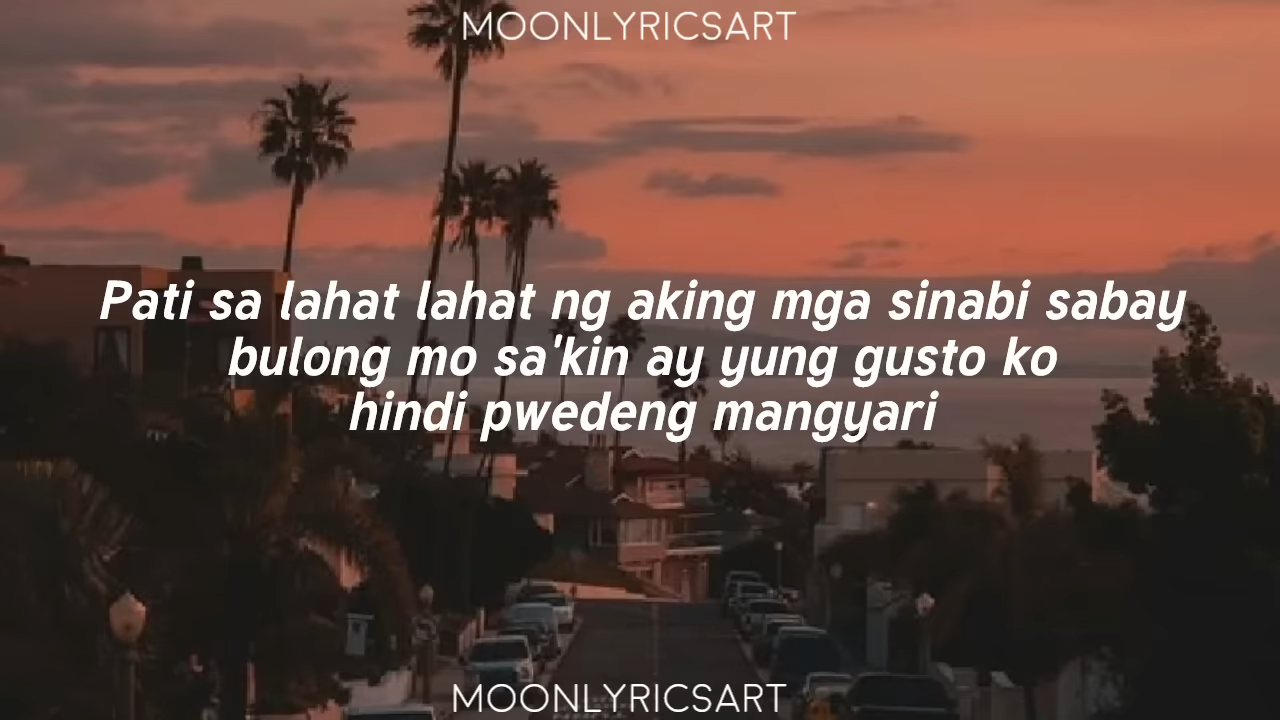 MOONLYRICSART
Pati sa lahat lahat ng aking mga sinabi sabay
bulong mo sa'kin ay yung gusto ko
hindi pwedeng mangyari
MOONLYRICSART